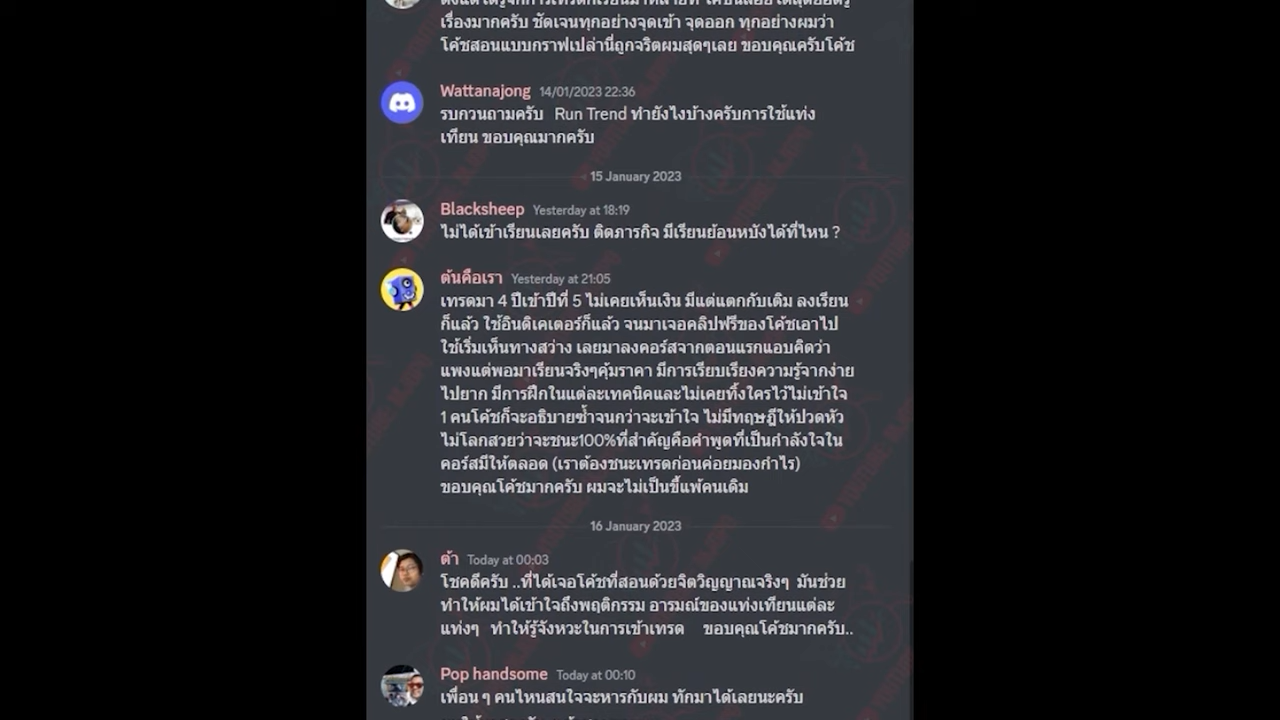 เรื่องมากครับ ชัดเจนทุกอย่างจุดเข้า จุดออก ทุกอย่างผมว่า
โค้ชสอนแบบกราฟเปล่านี่ถูกจริตผมสุดๆเลย ขอบคุณครับโค้ช
Wattanajong 14/01/2023 22:36
รบกวนถามครับ Run Trend ทำยังไงบ้างครับการใช้แท่ง
เทียน ขอบคุณมากครับ
15 January 2023
Blacksheep Yesterday at 18:19
ไม่ได้เข้าเรียนเลยครับ ติดภารกิจ มีเรียนย้อนหบังได้ที่ไหน ?
ต้นคือเรา Yesterday at 21:05
เทรดมา 4 ปีเข้าปีที่ 5 ไม่เคยเห็นเงิน มีแต่แตกกับเติม ลงเรียน
ก็แล้ว ใช้อินดิเคเตอร์ก็แล้ว จนมาเจอคลิปฟรีของโค้ชเอาไป
ใช้เริ่มเห็นทางสว่าง เลยมาลงคอร์สจากตอนแรกแอบคิดว่า
แพงแต่พอมาเรียนจริงๆคุ้มราคา มีการเรียบเรียงความรู้จากง่าย
ไปยาก มีการฝึกในแต่ละเทคนิคและไม่เคยทิ้งใครไว้ไม่เข้าใจ
1 คนโค้ชก็จะอธิบายซ้ำจนกว่าจะเข้าใจ ไม่มีทฤษฎีให้ปวดหัว
ไม่โลกสวยว่าจะชนะ100%ที่สำคัญคือคำพูดที่เป็นกำลังใจใน
คอร์สมีให้ตลอด (เราต้องชนะเทรดก่อนค่อยมองกำไร)
ขอบคุณโค้ชมากครับ ผมจะไม่เป็นขี้แพ้คนเดิม
16 January 2023
ต้า Today at 00:03
โชคดีครับ ..ที่ได้เจอโค้ชที่สอนด้วยจิตวิญญาณจริงๆ มันช่วย
ทำให้ผมได้เข้าใจถึงพฤติกรรม อารมณ์ของแท่งเทียนแต่ละ
แท่งๆ ทำให้รู้จังหวะในการเข้าเทรด ขอบคุณโค้ชมากครับ..
Pop handsome Today at 00:10
เพื่อน ๆ คนไหนสนใจจะหารกับผม ทักมาได้เลยนะครับ